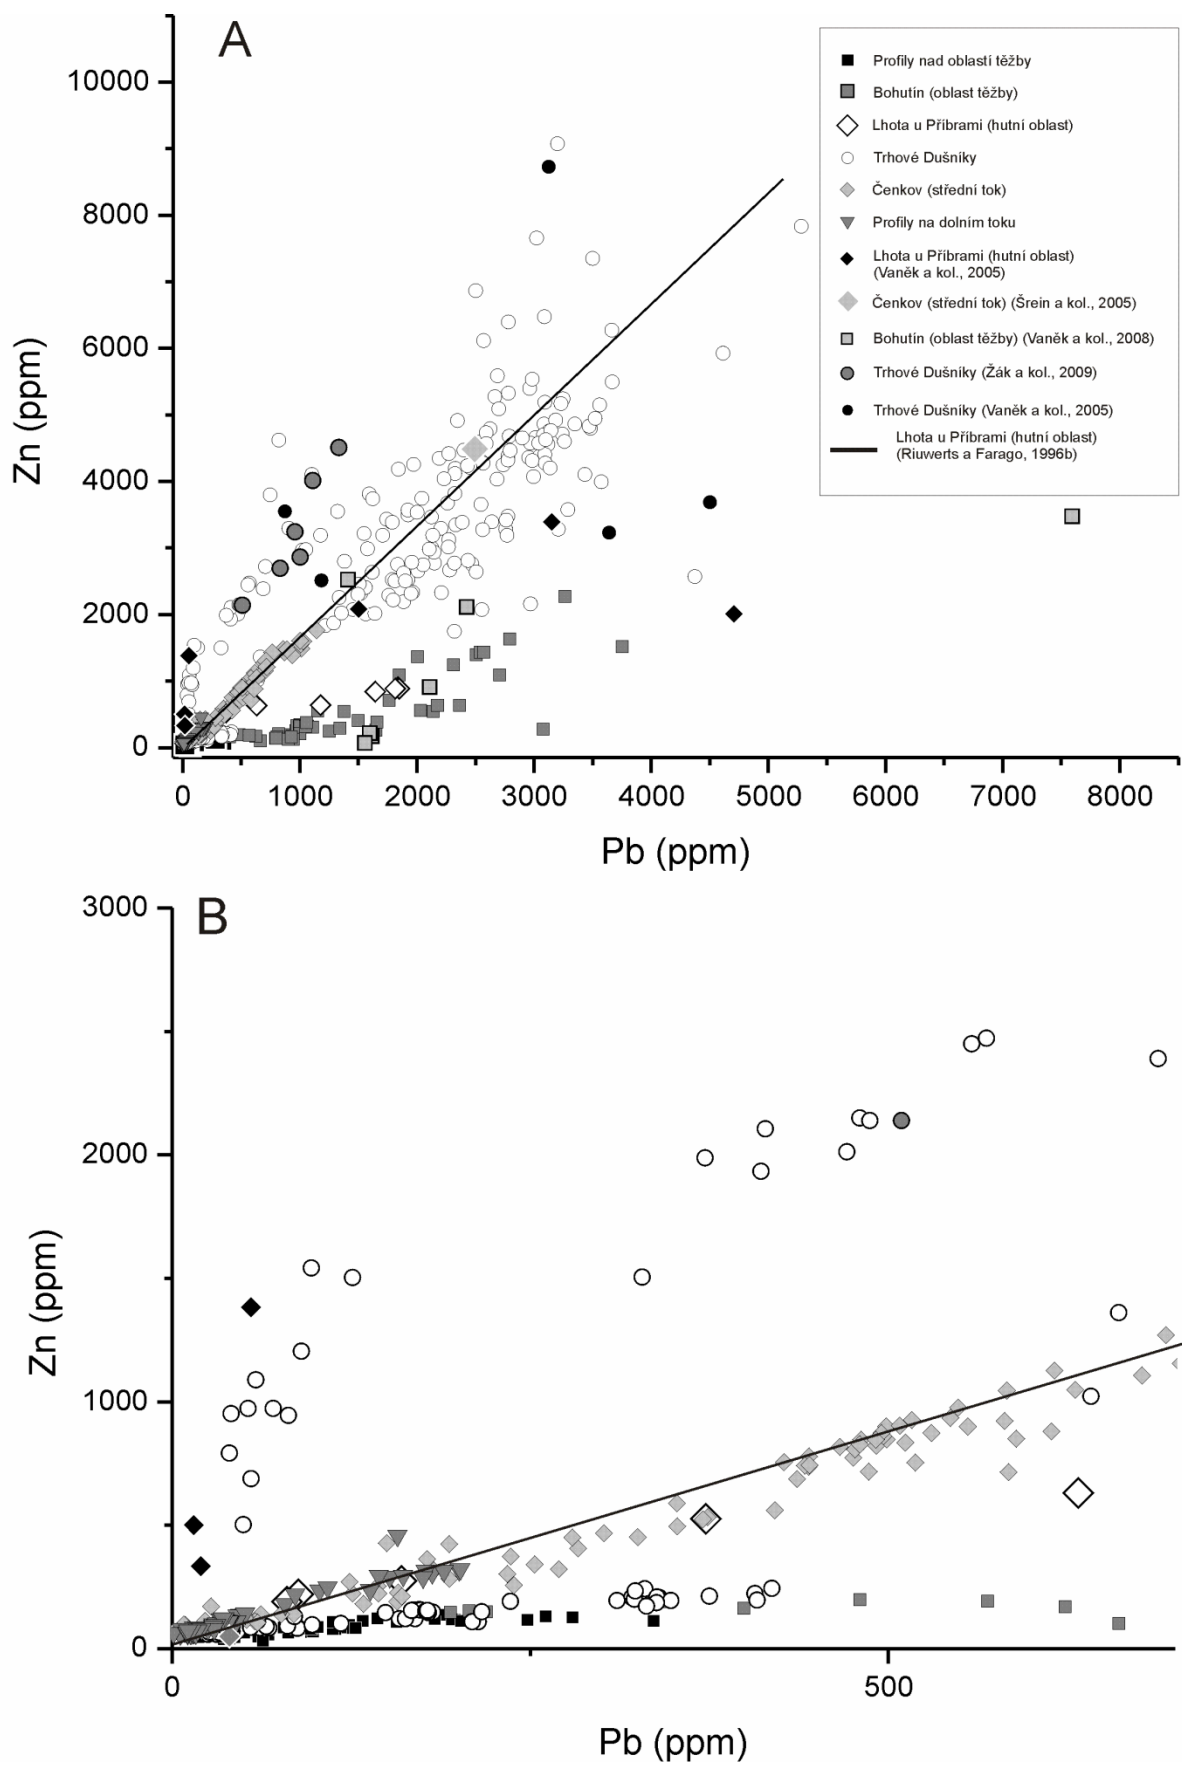 A
10000
8000
6000
4000
2000
0
Zn (ppm)
0 1000 2000 3000 4000 5000 6000 7000 8000
Pb (ppm)
Profily nad oblastí těžby
Bohutín (oblast těžby)
Lhota u Příbrami (hutní oblast)
Trhové Dušníky
Čenkov (střední tok)
Profily na dolním toku
Lhota u Příbrami (hutní oblast)
(Vaněk a kol., 2005)
Čenkov (střední tok) (Šrein a kol., 2005)
Bohutín (oblast těžby) (Vaněk a kol., 2008)
Trhové Dušníky (Žák a kol., 2009)
Trhové Dušníky (Vaněk a kol., 2005)
Lhota u Příbrami (hutní oblast)
(Riuwerts a Farago, 1996b)
B
3000
2000
1000
0
Zn (ppm)
0 500
Pb (ppm)